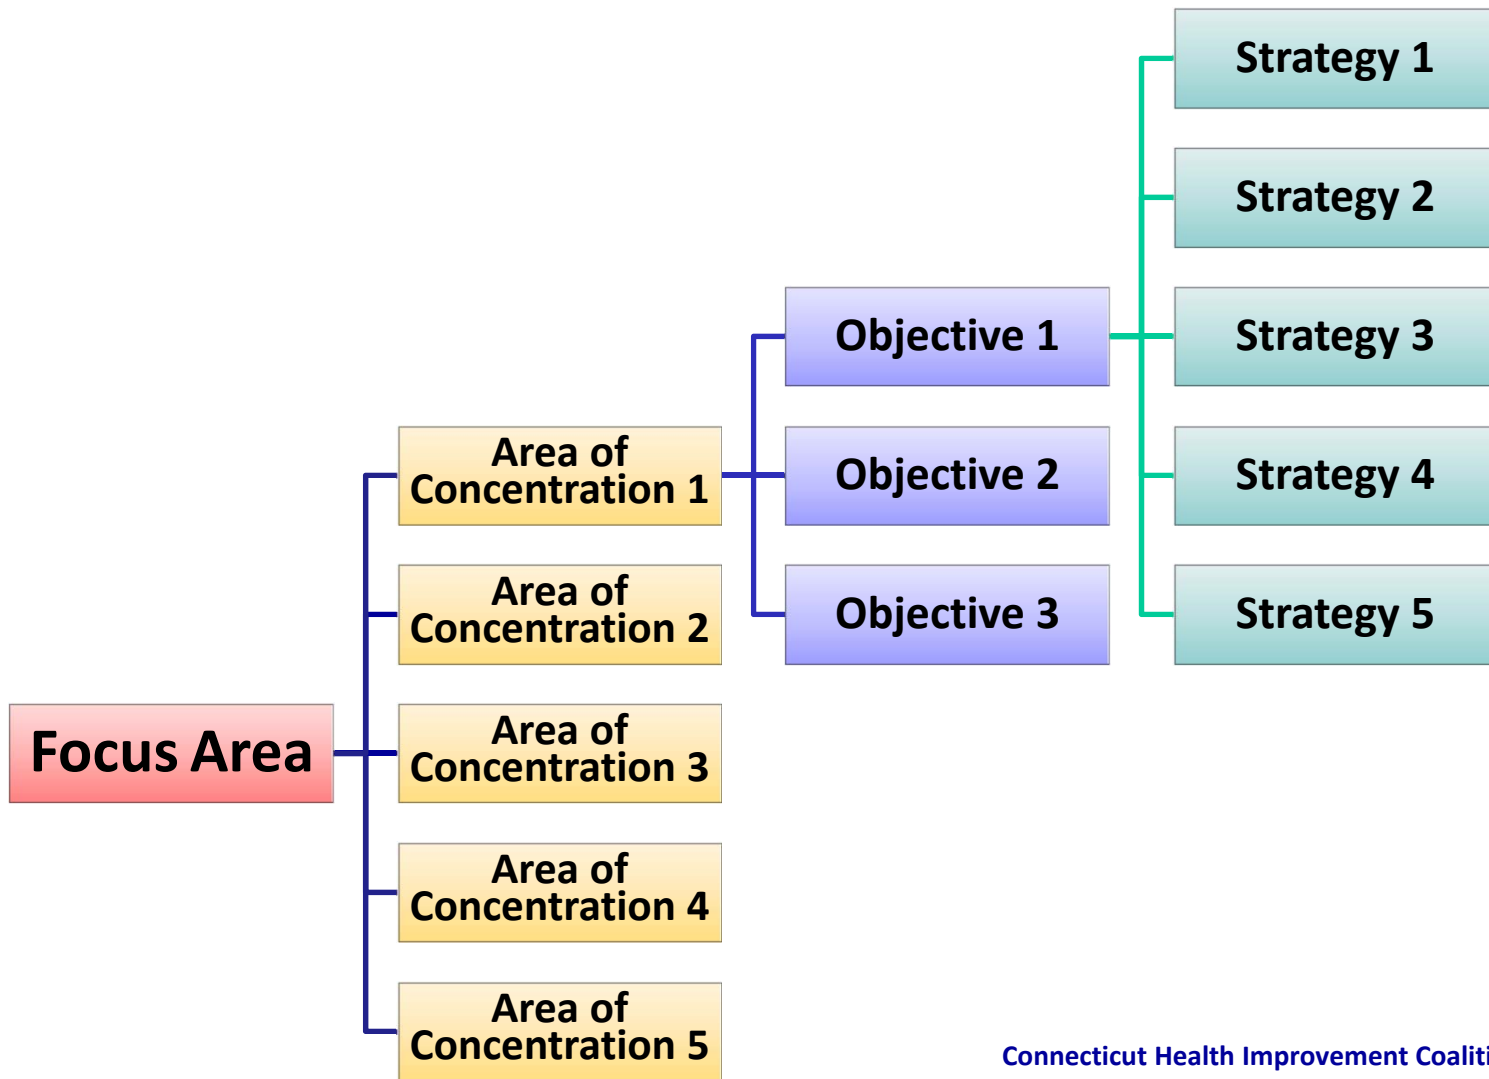 Strategy 1
Strategy 2
Strategy 3
Strategy 4
Strategy 5
Objective 1
Objective 2
Objective 3
Area of
Concentration 1
Area of
Concentration 2
Area of
Concentration 3
Area of
Concentration 4
Area of
Concentration 5
Focus Area
Connecticut Health Improvement Coaliti